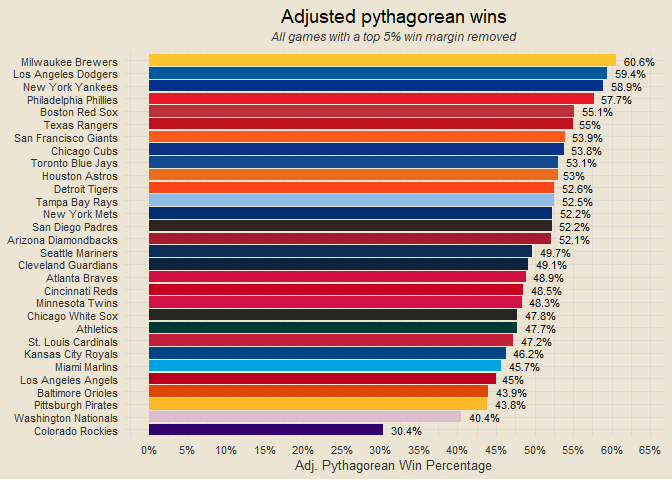 Adjusted pythagorean wins
All games with a top 5% win margin removed
Milwaukee Brewers 60.6%
Los Angeles Dodgers 59.4%
New York Yankees 58.9%
Philadelphia Phillies 57.7%
Boston Red Sox 55.1%
Texas Rangers 55%
San Francisco Giants 53.9%
Chicago Cubs 53.8%
Toronto Blue Jays 53.1%
Houston Astros 53%
Detroit Tigers 52.6%
Tampa Bay Rays 52.5%
New York Mets 52.2%
San Diego Padres 52.2%
Arizona Diamondbacks 52.1%
Seattle Mariners 49.7%
Cleveland Guardians 49.1%
Atlanta Braves 48.9%
Cincinnati Reds 48.5%
Minnesota Twins 48.3%
Chicago White Sox 47.8%
Athletics 47.7%
St. Louis Cardinals 47.2%
Kansas City Royals 46.2%
Miami Marlins 45.7%
Los Angeles Angels 45%
Baltimore Orioles 43.9%
Pittsburgh Pirates 43.8%
Washington Nationals 40.4%
Colorado Rockies 30.4%
0% 5% 10% 15% 20% 25% 30% 35% 40% 45% 50% 55% 60% 65%
Adj. Pythagorean Win Percentage